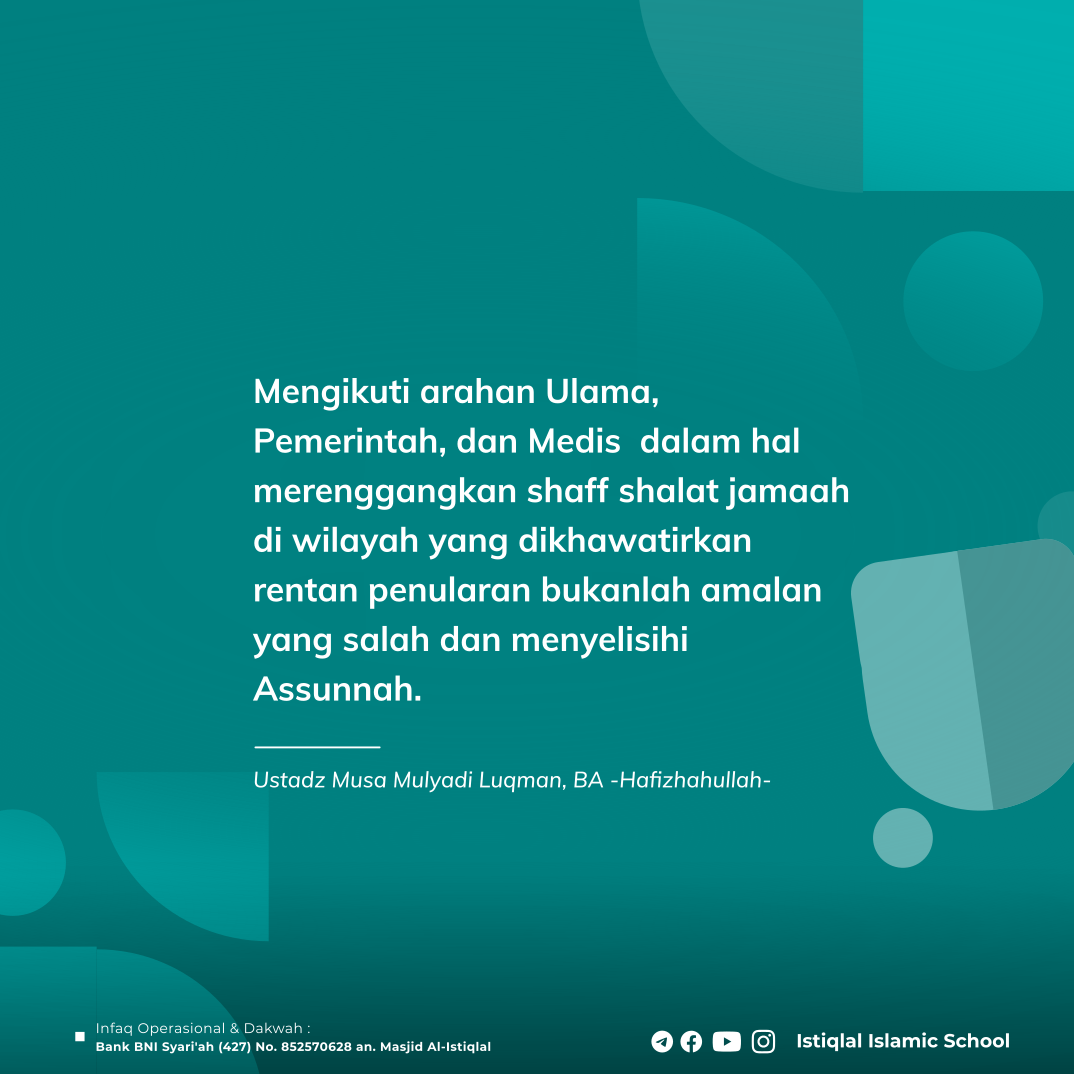 Mengikuti arahan Ulama,
Pemerintah, dan Medis  dalam hal
merenggangkan shaff shalat jamaah
di wilayah yang dikhawatirkan
rentan penularan bukanlah amalan
yang salah dan menyelisihi
Assunnah.
Ustadz Musa Mulyadi Luqman, BA -Hafizhahullah-
Infaq Operasional & Dakwah :
Bank BNI Syari'ah (427) No. 852570628 an. Masjid Al-Istiqlal
Istiqlal Islamic School